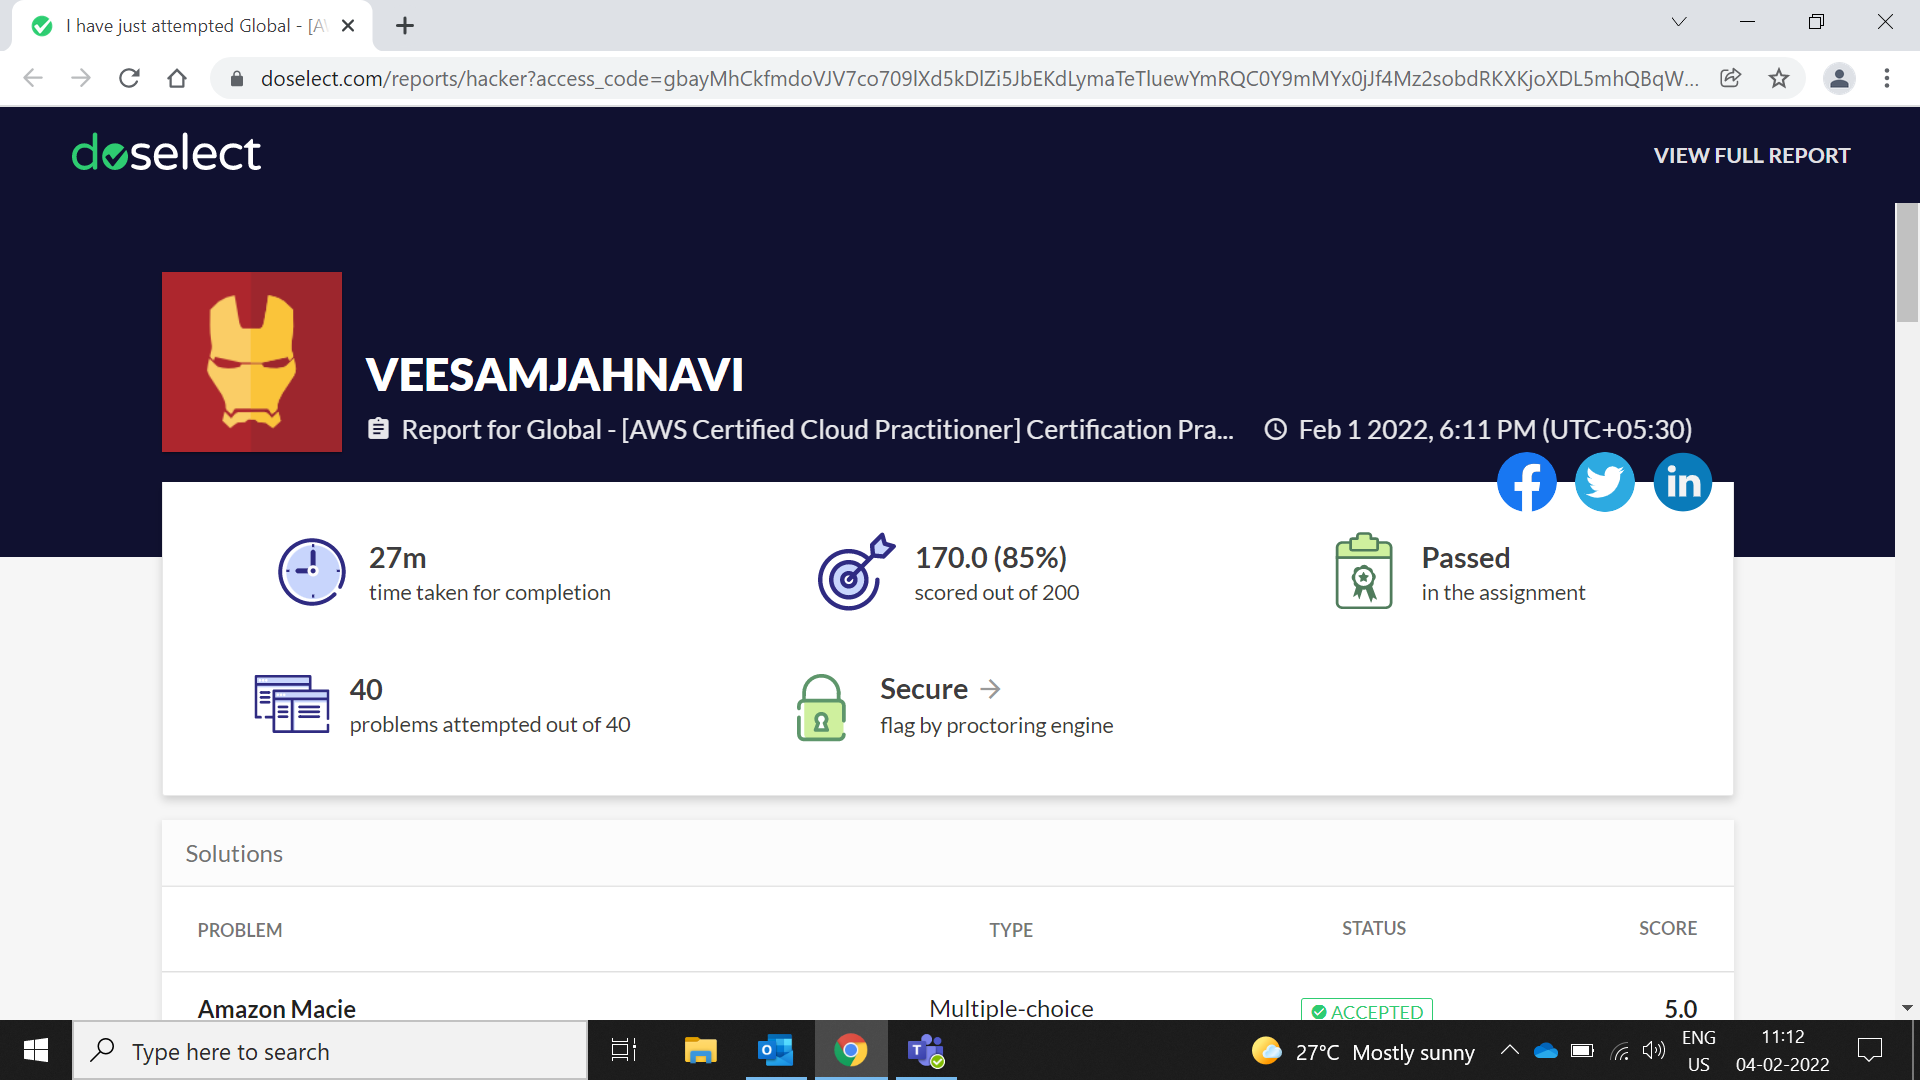 I have just attempted Global - [A
doselect.com/reports/hacker?access_code=gbayMhCkfmdoVJV7co709lXd5kDlZi5JbEKdLymaTeTluewYmRQC0Y9mMYx0jJf4Mz2sobdRKXKjoXDL5mhQBqW...
doselect
VIEW FULL REPORT
VEESAMJAHNAVI
Report for Global - [AWS Certified Cloud Practitioner] Certification Pra...
Feb 1 2022, 6:11 PM (UTC+05:30)
27m
time taken for completion
170.0 (85%)
scored out of 200
Passed
in the assignment
40
problems attempted out of 40
Secure
flag by proctoring engine
Solutions
PROBLEM TYPE STATUS SCORE
Amazon Macie Multiple-choice ACCEPTED 5.0
Type here to search
27°C Mostly sunny
ENG
US
11:12
04-02-2022